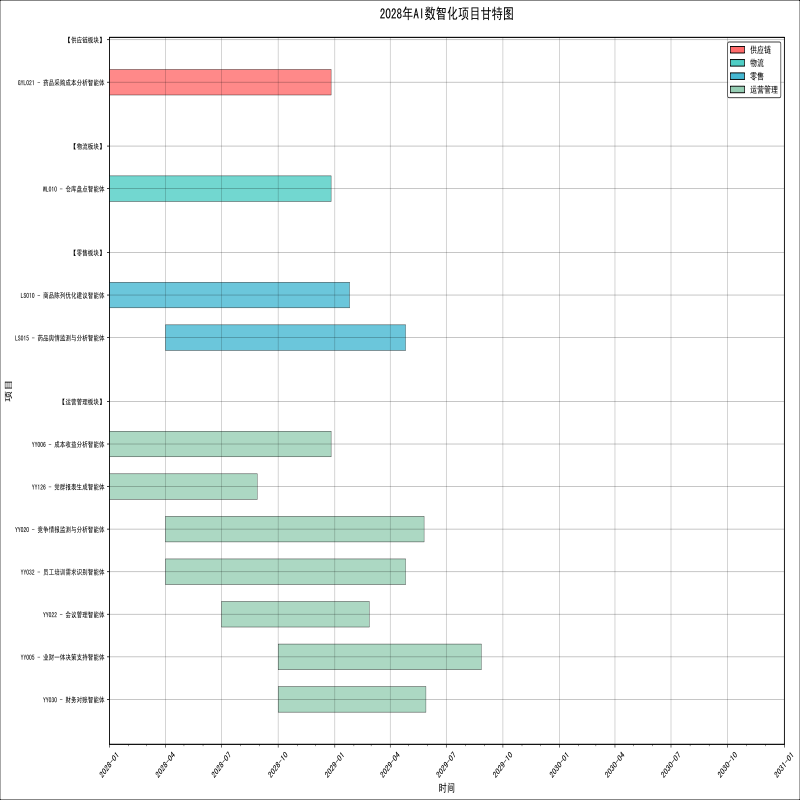 2028年AI数智化项目甘特图
【供应链板块】
GYL021 - 药品采购成本分析智能体
【物流板块】
WL010 - 仓库盘点智能体
【零售板块】
LS010 - 商品陈列优化建议智能体
LS015 - 药品舆情监测与分析智能体
【运营管理板块】
YY006 - 成本收益分析智能体
YY126 - 党群报表生成智能体
YY020 - 竞争情报监测与分析智能体
YY032 - 员工培训需求识别智能体
YY022 - 会议管理智能体
YY005 - 业财一体决策支持智能体
YY030 - 财务对账智能体
供应链
物流
零售
运营管理
项目
2028-01
2028-04
2028-07
2028-10
2029-01
2029-04
2029-07
2029-10
2030-01
2030-04
2030-07
2030-10
2031-01
时间